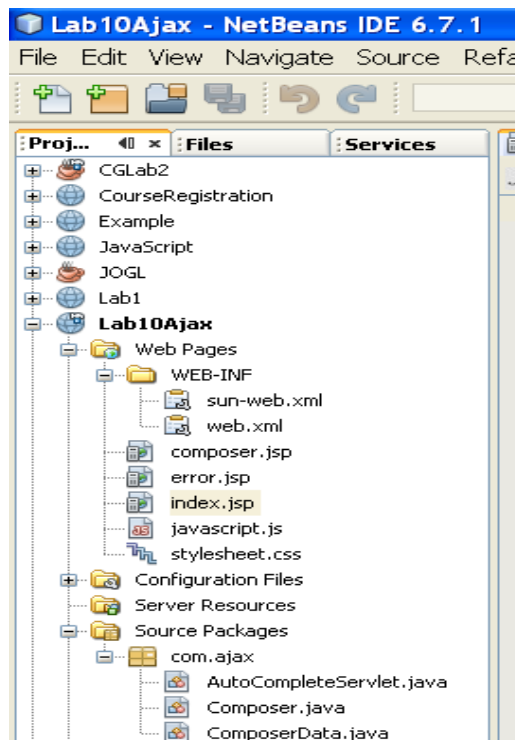 Lab10Ajax - NetBeans IDE 6.7.1
File Edit View Navigate Source Refa
Proj... Files Services
CGLab2
CourseRegistration
Example
JavaScript
JOGL
Lab1
Lab10Ajax
Web Pages
WEB-INF
sun-web.xml
web.xml
composer.jsp
error.jsp
index.jsp
javascript.js
stylesheet.css
Configuration Files
Server Resources
Source Packages
com.ajax
AutoCompleteServlet.java
Composer.java
ComposerData.java